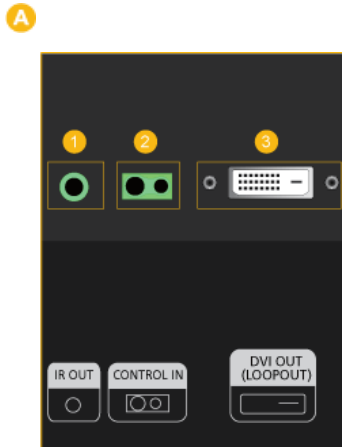 A
1 2 3
IR OUT CONTROL IN DVI OUT
(LOOPOUT)